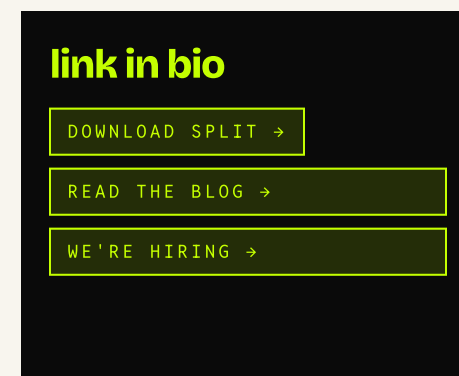 link in bio
DOWNLOAD SPLIT →
READ THE BLOG →
WE'RE HIRING →